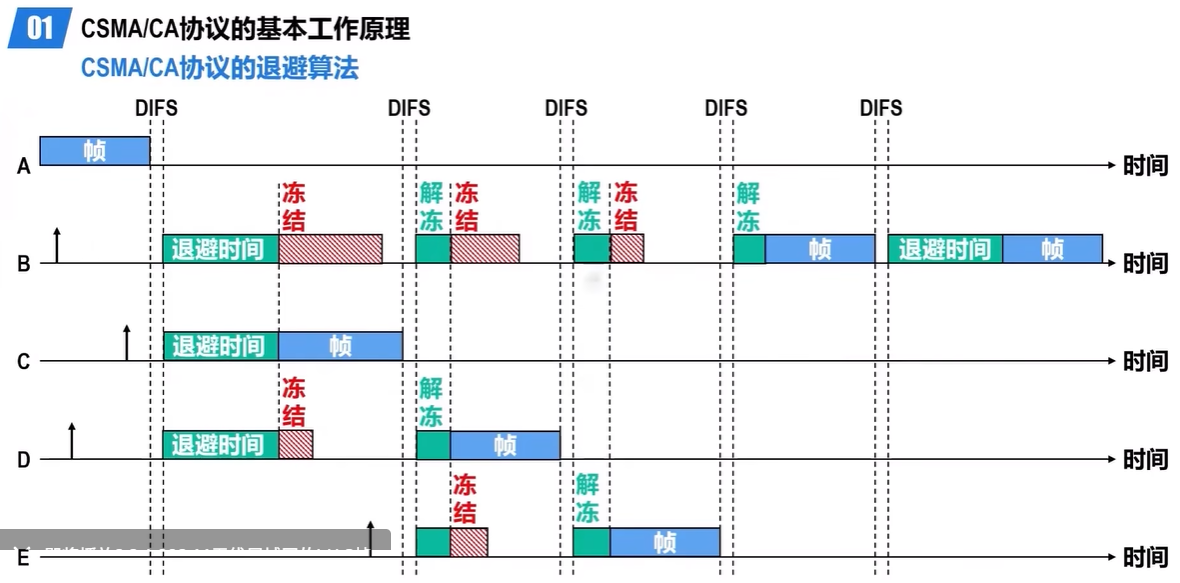 01 CSMA/CA协议的基本工作原理
CSMA/CA协议的退避算法
DIFS DIFS DIFS DIFS DIFS
A 帧 时间
冻结 解冻 冻结 解冻 冻结 解冻
B 退避时间 帧 退避时间 帧 时间
C 退避时间 帧 时间
冻结 解冻
D 退避时间 帧 时间
冻结 解冻
E 帧 时间